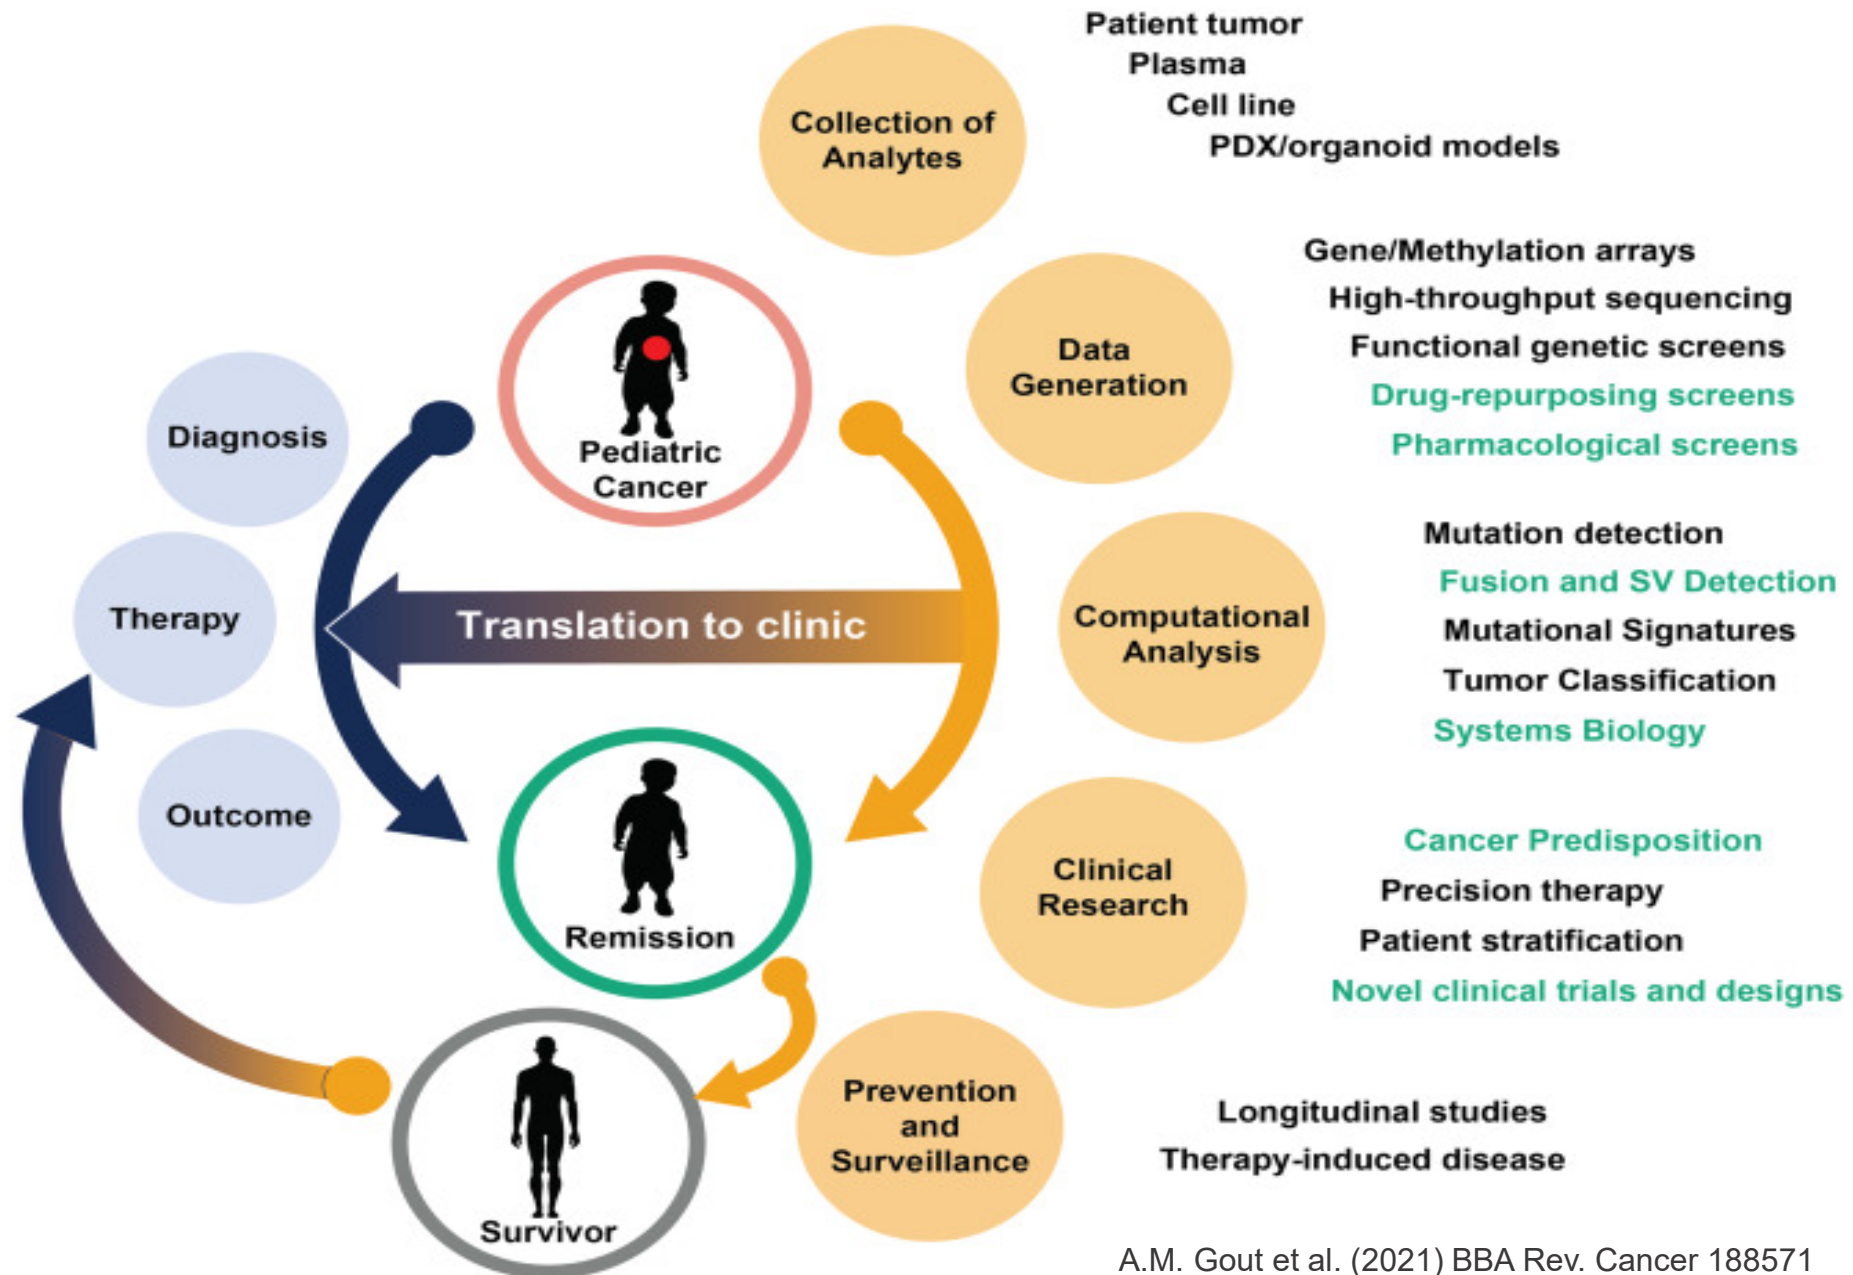 Patient tumor
Plasma
Cell line
PDX/organoid models
Collection of
Analytes
Gene/Methylation arrays
High-throughput sequencing
Functional genetic screens
Drug-repurposing screens
Pharmacological screens
Data
Generation
Pediatric
Cancer
Diagnosis
Mutation detection
Fusion and SV Detection
Mutational Signatures
Tumor Classification
Systems Biology
Computational
Analysis
Translation to clinic
Therapy
Outcome
Remission
Cancer Predisposition
Precision therapy
Patient stratification
Novel clinical trials and designs
Clinical
Research
Prevention
and
Surveillance
Longitudinal studies
Therapy-induced disease
Survivor
A.M. Gout et al. (2021) BBA Rev. Cancer 188571